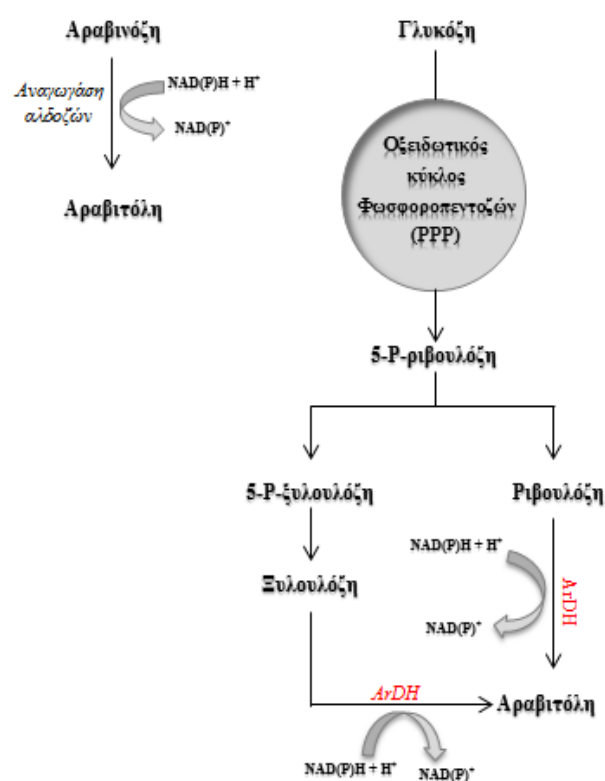 Αραβινόζη
Αναγωγάση
αλδοζών
NAD(P)H + H⁺
NAD(P)⁺
Αραβιτόλη
Γλυκόζη
Οξειδωτικός
κύκλος
Φωσφοροπεντοζών
(PPP)
5-P-ριβουλόζη
5-P-ξυλουλόζη
Ριβουλόζη
Ξυλουλόζη
NAD(P)H + H⁺
NAD(P)⁺
ArDH
ArDH
Αραβιτόλη
NAD(P)H + H⁺
NAD(P)⁺